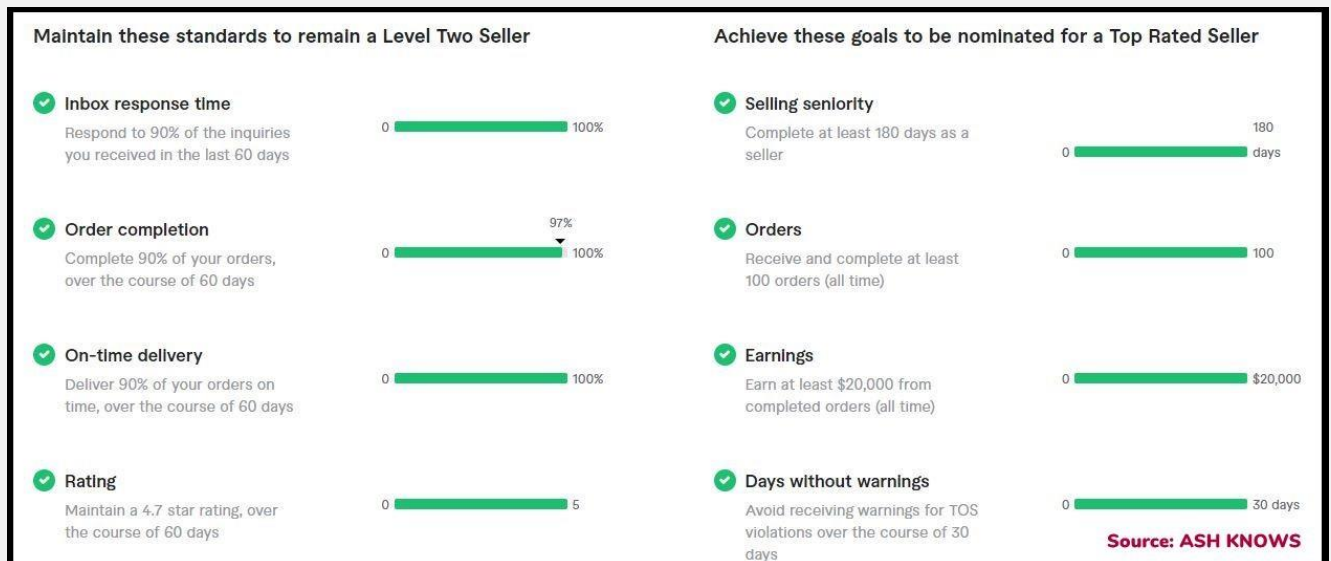 Maintain these standards to remain a Level Two Seller
Inbox response time
Respond to 90% of the inquiries
you received in the last 60 days
0 100%
Order completion
Complete 90% of your orders,
over the course of 60 days
97%
0 100%
On-time delivery
Deliver 90% of your orders on
time, over the course of 60 days
0 100%
Rating
Maintain a 4.7 star rating, over
the course of 60 days
0 5
Achieve these goals to be nominated for a Top Rated Seller
Selling seniority
Complete at least 180 days as a
seller
180
0 days
Orders
Receive and complete at least
100 orders (all time)
0 100
Earnings
Earn at least $20,000 from
completed orders (all time)
0 $20,000
Days without warnings
Avoid receiving warnings for TOS
violations over the course of 30
days
0 30 days
Source: ASH KNOWS